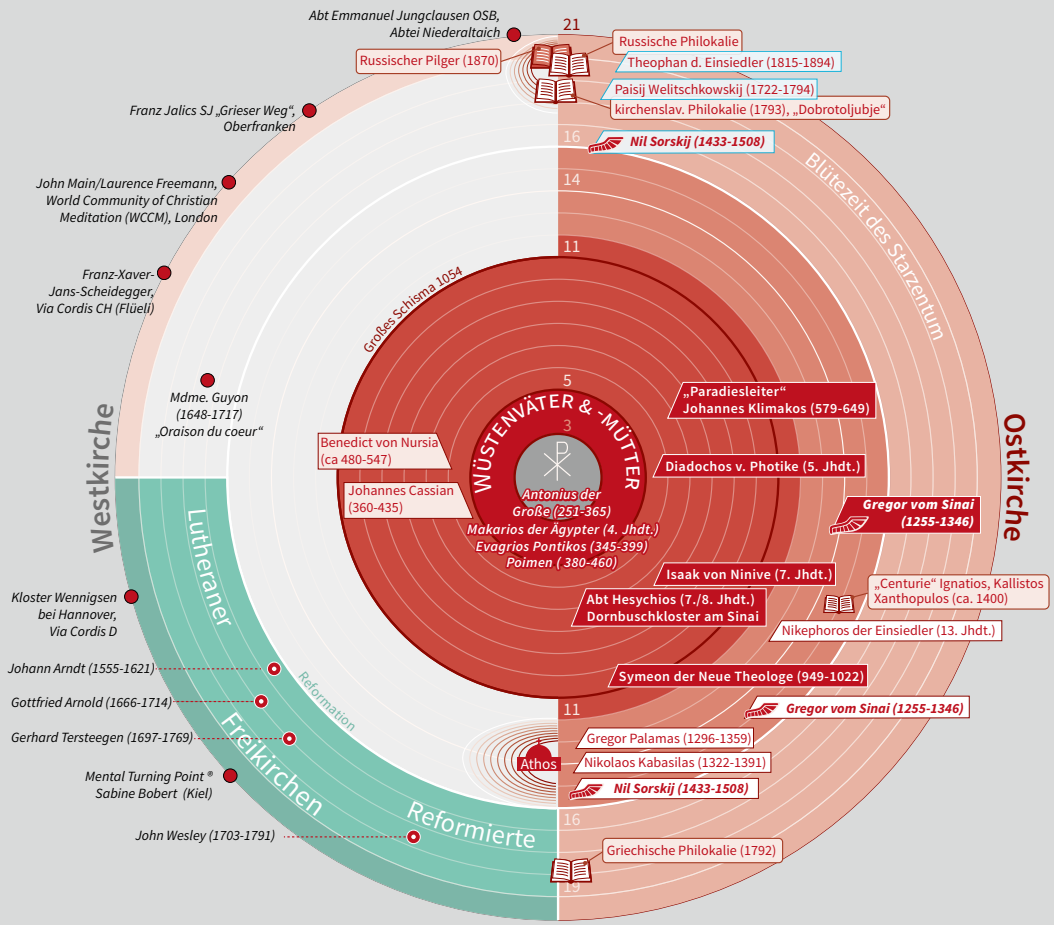 21
Abt Emmanuel Jungclausen OSB,
Abtei Niederaltaich
Russischer Pilger (1870)
Russische Philokalie
Theophan d. Einsiedler (1815-1894)
Paisij Welitschkowskij (1722-1794)
kirchenslav. Philokalie (1793), „Dobrotoljubje“
16
Nil Sorskij (1433-1508)
Blütezeit des Starzentum
Franz Jalics SJ „Grieser Weg“,
Oberfranken
14
John Main/Laurence Freemann,
World Community of Christian
Meditation (WCCM), London
11
Großes Schisma 1054
Franz-Xaver-
Jans-Scheidegger,
Via Cordis CH (Flüeli)
Mdme. Guyon
(1648-1717)
„Oraison du coeur“
5
WÜSTENVÄTER & -MÜTTER
3
„Paradiesleiter“
Johannes Klimakos (579-649)
Westkirche
Ostkirche
Benedict von Nursia
(ca 480-547)
Diadochos v. Photike (5. Jhdt.)
Johannes Cassian
(360-435)
Antonius der
Große (251-365)
Makarios der Ägypter (4. Jhdt.)
Evagrios Pontikos (345-399)
Poimen ( 380-460)
Gregor vom Sinai
(1255-1346)
Lutheraner
Isaak von Ninive (7. Jhdt.)
„Centurie“ Ignatios, Kallistos
Xanthopulos (ca. 1400)
Abt Hesychios (7./8. Jhdt.)
Dornbuschkloster am Sinai
Kloster Wennigsen
bei Hannover,
Via Cordis D
Nikephoros der Einsiedler (13. Jhdt.)
Johann Arndt (1555-1621)
Symeon der Neue Theologe (949-1022)
Reformation
Gottfried Arnold (1666-1714)
11
Gregor vom Sinai (1255-1346)
Freikirchen
Gerhard Tersteegen (1697-1769)
Gregor Palamas (1296-1359)
Athos
Nikolaos Kabasilas (1322-1391)
Mental Turning Point ®
Sabine Bobert (Kiel)
Nil Sorskij (1433-1508)
Reformierte
16
John Wesley (1703-1791)
Griechische Philokalie (1792)
19